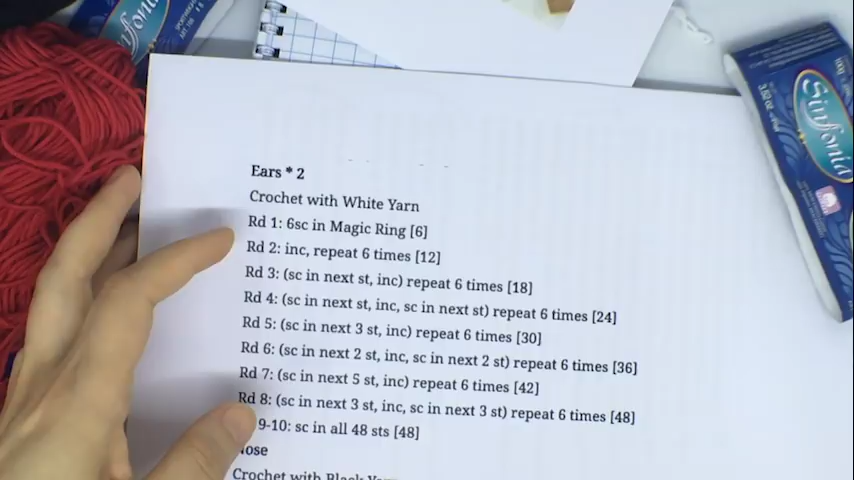 Sinfonia
Sinfonia
Ears * 2
Crochet with White Yarn
Rd 1: 6sc in Magic Ring [6]
Rd 2: inc, repeat 6 times [12]
Rd 3: (sc in next st, inc) repeat 6 times [18]
Rd 4: (sc in next st, inc, sc in next st) repeat 6 times [24]
Rd 5: (sc in next 3 st, inc) repeat 6 times [30]
Rd 6: (sc in next 2 st, inc, sc in next 2 st) repeat 6 times [36]
Rd 7: (sc in next 5 st, inc) repeat 6 times [42]
Rd 8: (sc in next 3 st, inc, sc in next 3 st) repeat 6 times [48]
9-10: sc in all 48 sts [48]
Nose
Crochet with Black